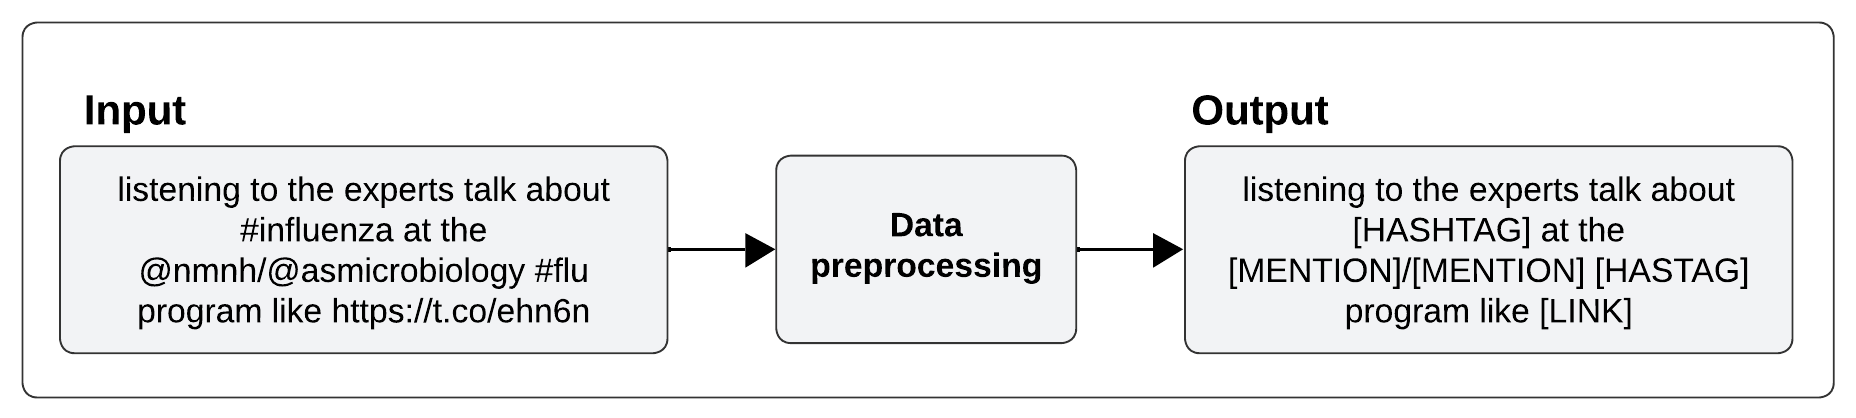 Input
listening to the experts talk about
#influenza at the
@nmnh/@asmicrobiology #flu
program like https://t.co/ehn6n
Data
preprocessing
Output
listening to the experts talk about
[HASHTAG] at the
[MENTION]/[MENTION] [HASTAG]
program like [LINK]